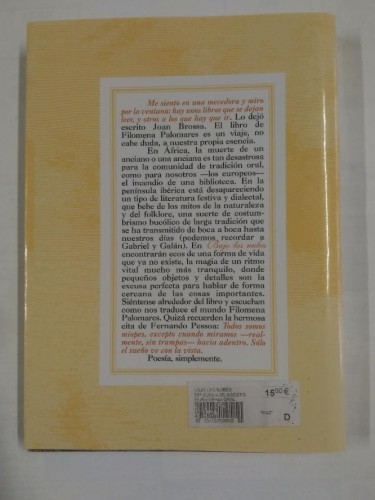 Me siento en una mecedora y miro
por la ventana: hay unos libros que se dejan
leer, y otros a los que hay que ir. Lo dejó
escrito Joan Brossa. El libro de
Filomena Palomares es un viaje, no
cabe duda, a nuestra propia esencia.
En África, la muerte de un
anciano o una anciana es tan desastrosa
para la comunidad de tradición oral,
como para nosotros —los europeos—
el incendio de una biblioteca. En la
península ibérica está desapareciendo
un tipo de literatura festiva y dialectal,
que bebe de los mitos de la naturaleza
y del folklore, una suerte de costum-
brismo bucólico de larga tradición que
se ha transmitido de boca a boca hasta
nuestros días (podemos recordar a
Gabriel y Galán). En Bajo las nubes
encontrarán ecos de una forma de vida
que ya no existe, la magia de un ritmo
vital mucho más tranquilo, donde
pequeños objetos y detalles son la
excusa perfecta para hablar de forma
cercana de las cosas importantes.
Siéntense alrededor del libro y escuchen
como nos traduce el mundo Filomena
Palomares. Quizá recuerden la hermosa
cita de Fernando Pessoa: Todos somos
miopes, excepto cuando miramos —real-
mente, sin trampas— hacia adentro. Sólo
el sueño ve con la vista.
Poesía, simplemente.
€
D